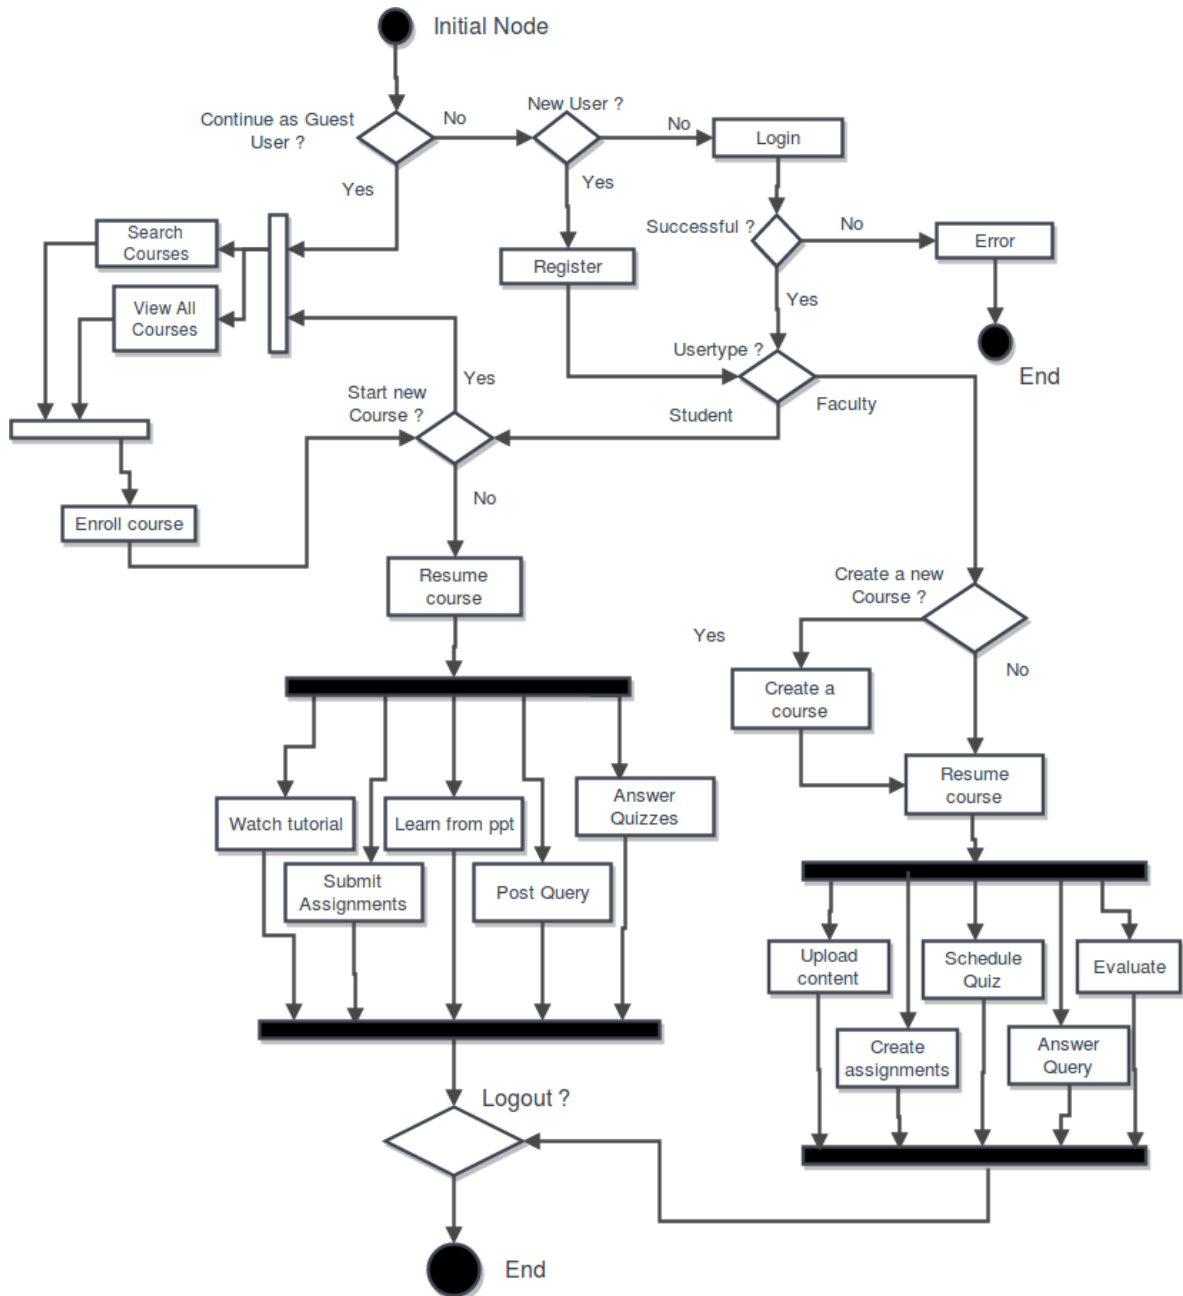 Initial Node
Continue as Guest
User ?
No
New User ?
No
Login
Yes
Yes
Search
Courses
Successful ?
No
Error
Register
View All
Courses
Yes
Usertype ?
End
Yes
Start new
Course ?
Student
Faculty
No
Enroll course
Resume
course
Create a new
Course ?
Yes
No
Create a
course
Resume
course
Watch tutorial
Learn from ppt
Answer
Quizzes
Submit
Assignments
Post Query
Upload
content
Schedule
Quiz
Evaluate
Create
assignments
Answer
Query
Logout ?
End